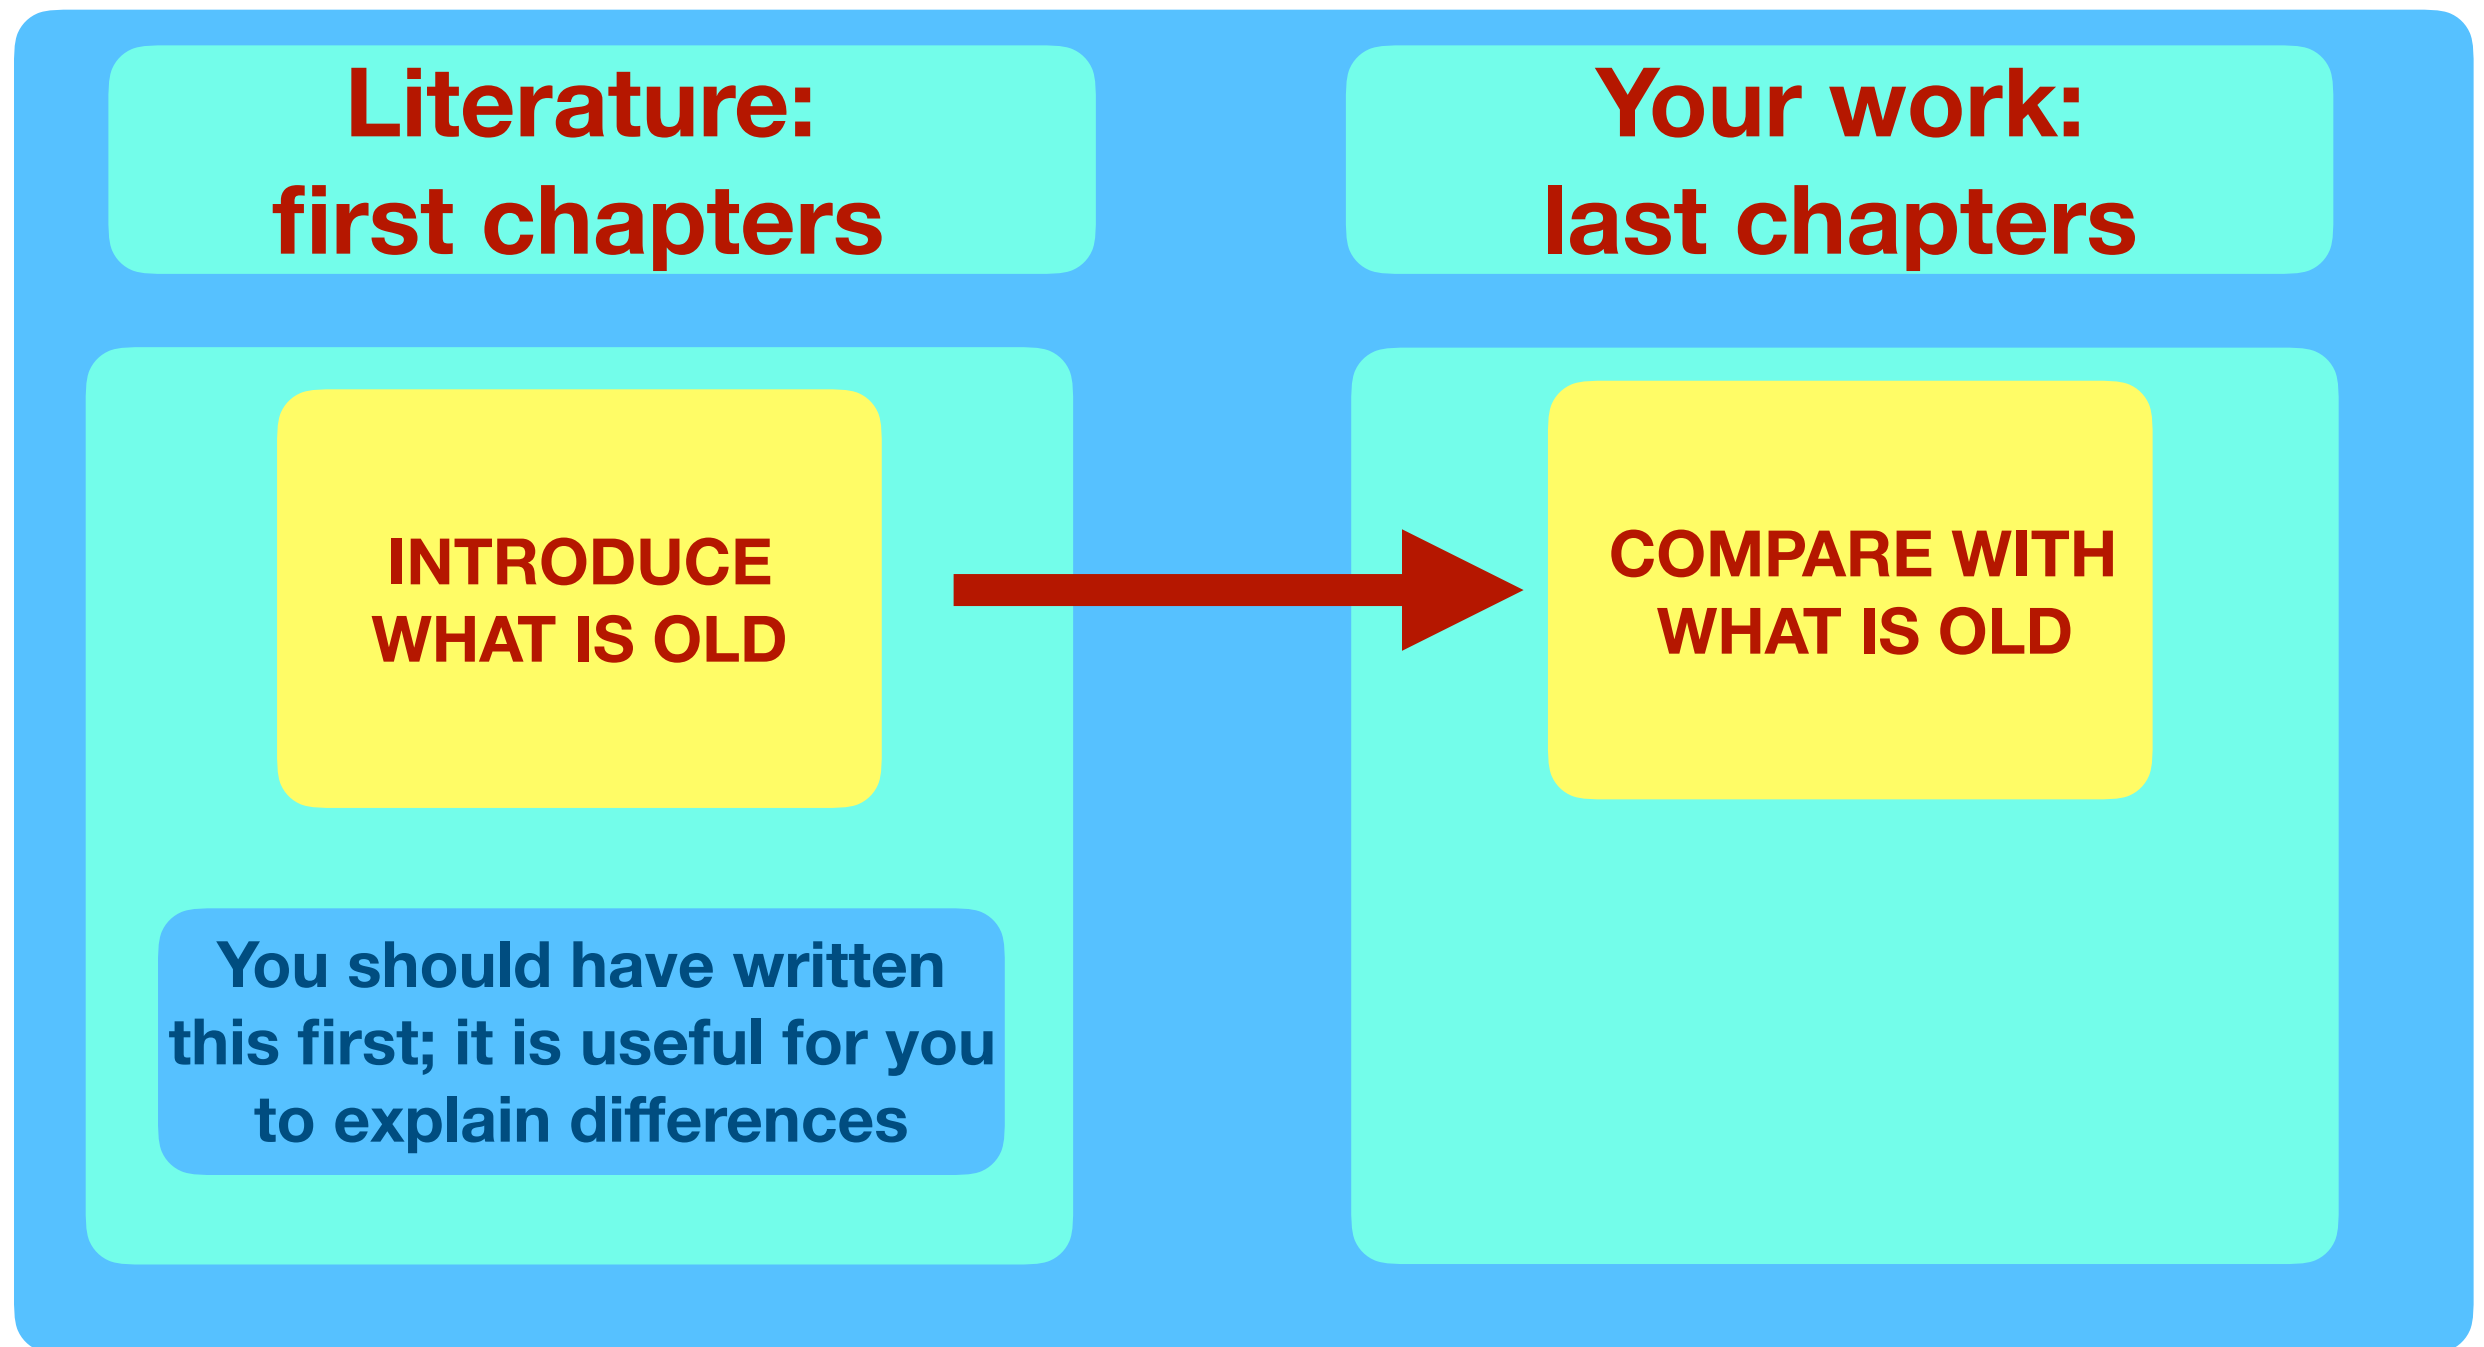 Literature:
first chapters
Your work:
last chapters
INTRODUCE
WHAT IS OLD
COMPARE WITH
WHAT IS OLD
You should have written
this first; it is useful for you
to explain differences